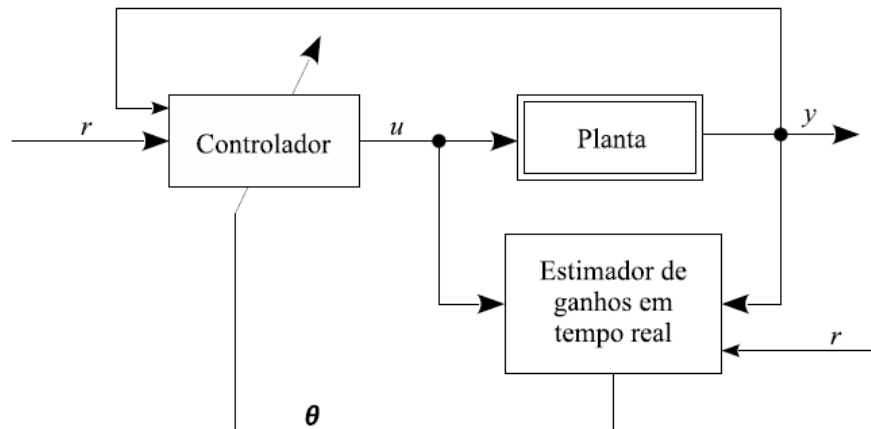 r
Controlador
u
Planta
y
Estimador de
ganhos em
tempo real
r
θ